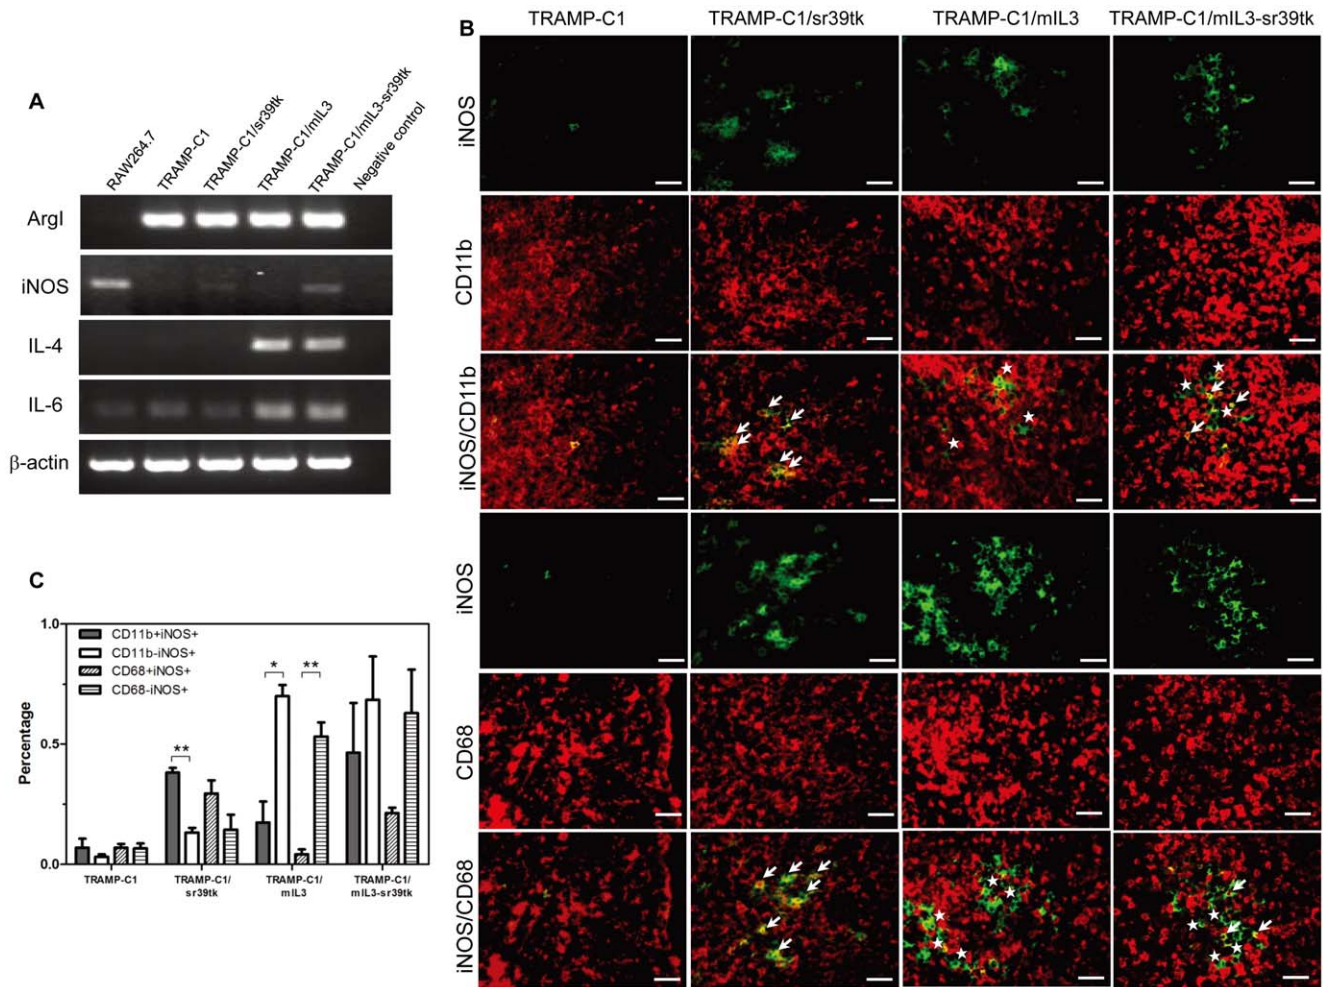 A
RAW264.7
TRAMP-C1
TRAMP-C1/sr39tk
TRAMP-C1/mIL3
TRAMP-C1/mIL3-sr39tk
Negative control
ArgI
iNOS
IL-4
IL-6
β-actin
B
TRAMP-C1 TRAMP-C1/sr39tk TRAMP-C1/mIL3 TRAMP-C1/mIL3-sr39tk
iNOS
CD11b
iNOS/CD11b
iNOS
CD68
iNOS/CD68
C
Percentage
1.0
0.5
0.0
CD11b+iNOS+
CD11b-iNOS+
CD68+iNOS+
CD68-iNOS+
**
*
**
TRAMP-C1
TRAMP-C1/
sr39tk
TRAMP-C1/
mIL3
TRAMP-C1/
mIL3-sr39tk